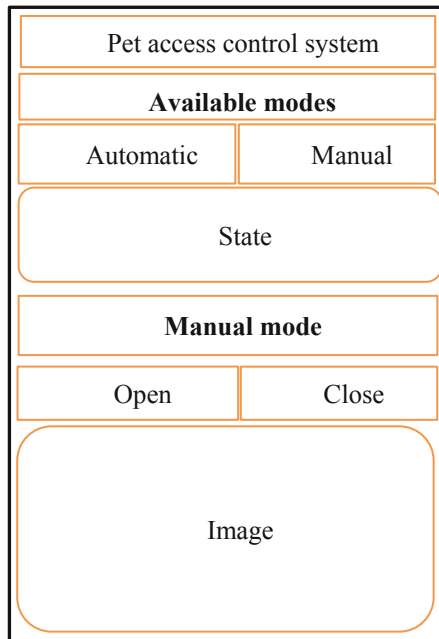 Pet access control system
Available modes
Automatic Manual
State
Manual mode
Open Close
Image